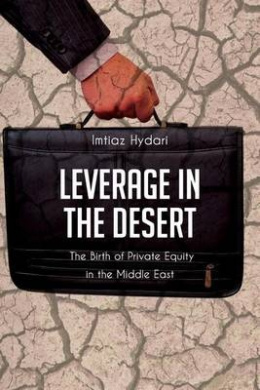 Imtiaz Hydari
LEVERAGE IN
THE DESERT
The Birth of Private Equity
in the Middle East